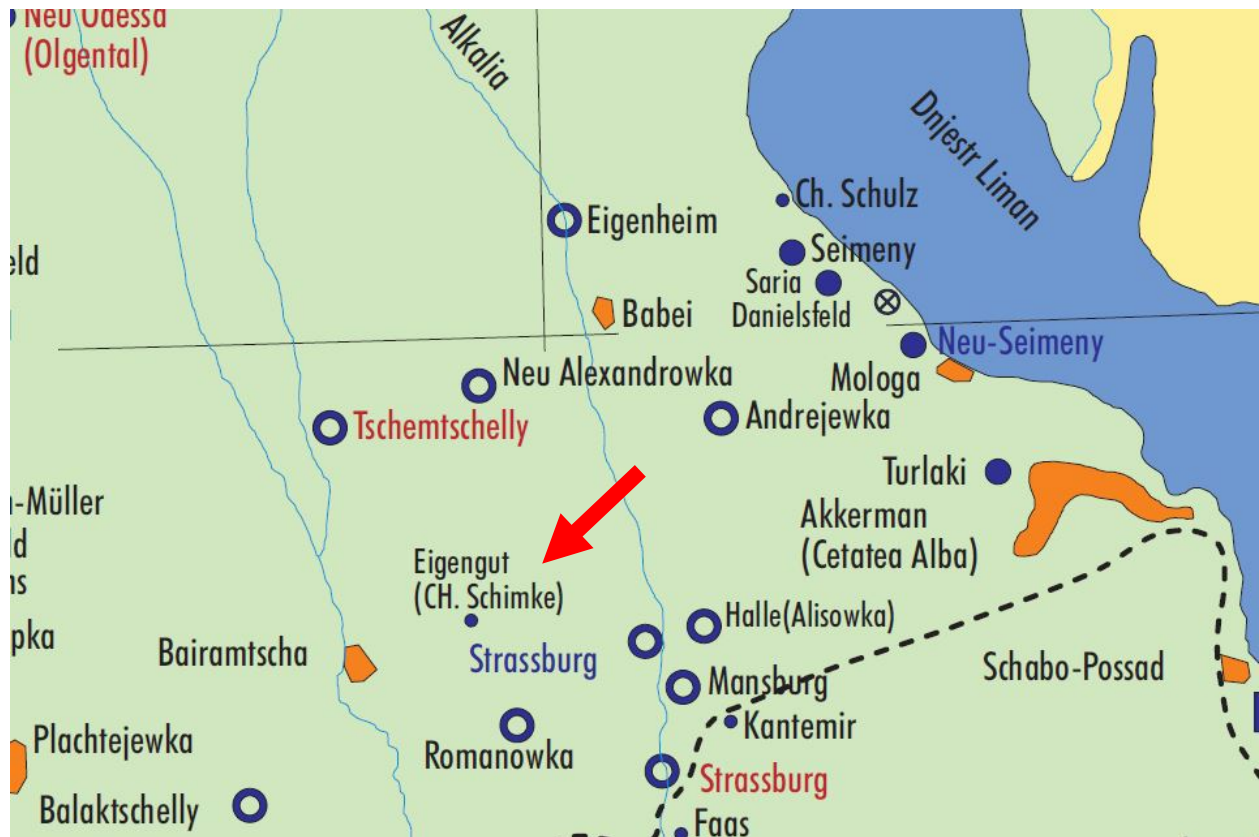 Neu Odessa
(Olgental)
Alkalia
Dnjestr Liman
Ch. Schulz
Eigenheim
Seimeny
eld
Saria
Danielsfeld
Babei
Neu-Seimeny
Neu Alexandrowka
Mologa
Tschemtschelly
Andrejewka
Turlaki
-Müller
Akkerman
(Cetatea Alba)
Eigengut
(CH. Schimke)
Halle(Alisowka)
pka
Bairamtscha
Strassburg
Schabo-Possad
Mansburg
Kantemir
Plachtejewka
Romanowka
Strassburg
Balaktschelly
Faas